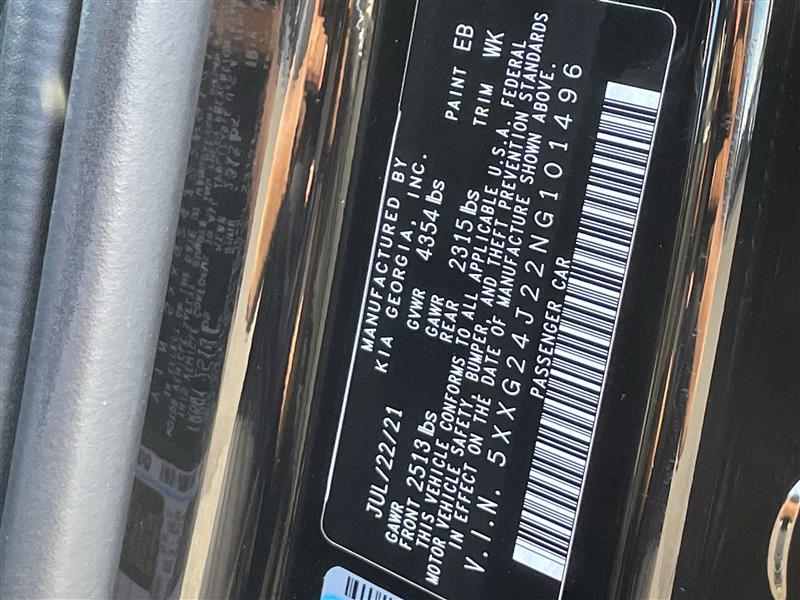 MANUFACTURED BY
KIA GEORGIA, INC.
JUL/22/21 GVWR 4354 lbs PAINT EB
GAWR FRONT 2513 lbs GAWR REAR 2315 lbs TRIM WK
THIS VEHICLE CONFORMS TO ALL APPLICABLE U.S.A. FEDERAL
MOTOR VEHICLE SAFETY, BUMPER, AND THEFT PREVENTION STANDARDS
IN EFFECT ON THE DATE OF MANUFACTURE SHOWN ABOVE.
V.I.N. 5XXG24J22NG101496
PASSENGER CAR